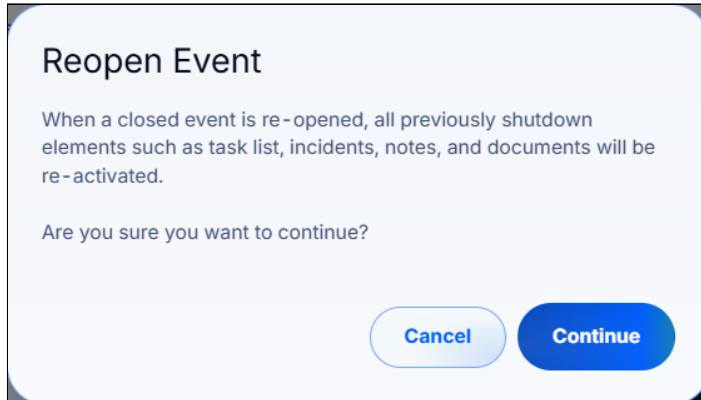 Reopen Event
When a closed event is re-opened, all previously shutdown
elements such as task list, incidents, notes, and documents will be
re-activated.
Are you sure you want to continue?
Cancel
Continue